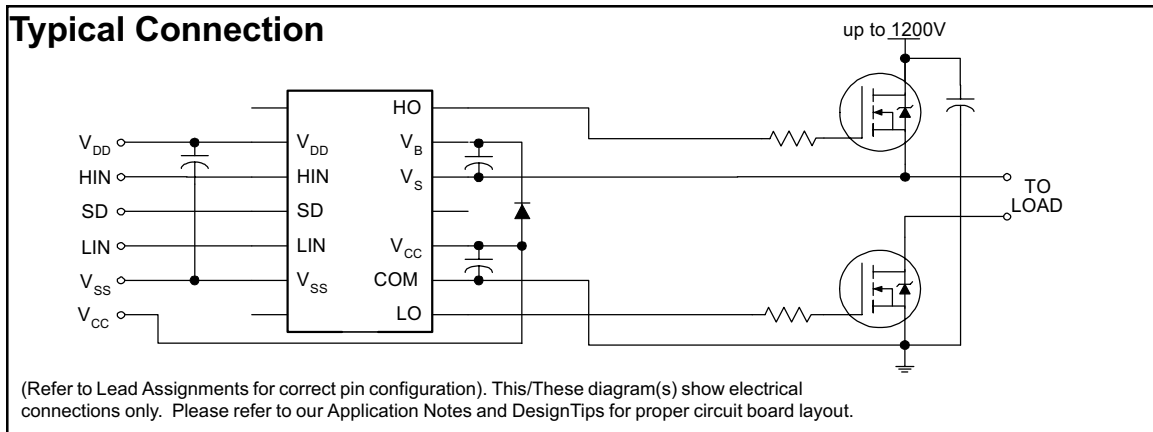 Typical Connection
up to 1200V
HO
V_DD
V_DD
V_B
HIN
HIN
V_S
TO
LOAD
SD
SD
LIN
LIN
V_CC
V_SS
V_SS
COM
V_CC
LO
(Refer to Lead Assignments for correct pin configuration). This/These diagram(s) show electrical
connections only. Please refer to our Application Notes and DesignTips for proper circuit board layout.